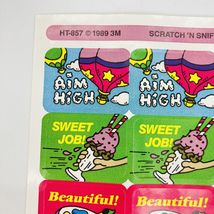 HT-857 © 1989 3M
SCRATCH 'N SNIFF
AIM HIGH
AIM HIGH
SWEET JOB!
SWEET JOB!
Beautiful!
Beautiful!